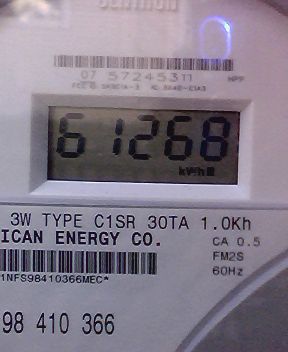 CENTRON
07 57245311
61268
kWh
3W TYPE C1SR 30TA 1.0Kh
ICAN ENERGY CO.
CA 0.5
FM2S
60Hz
1NFS98410366MEC*
98 410 366